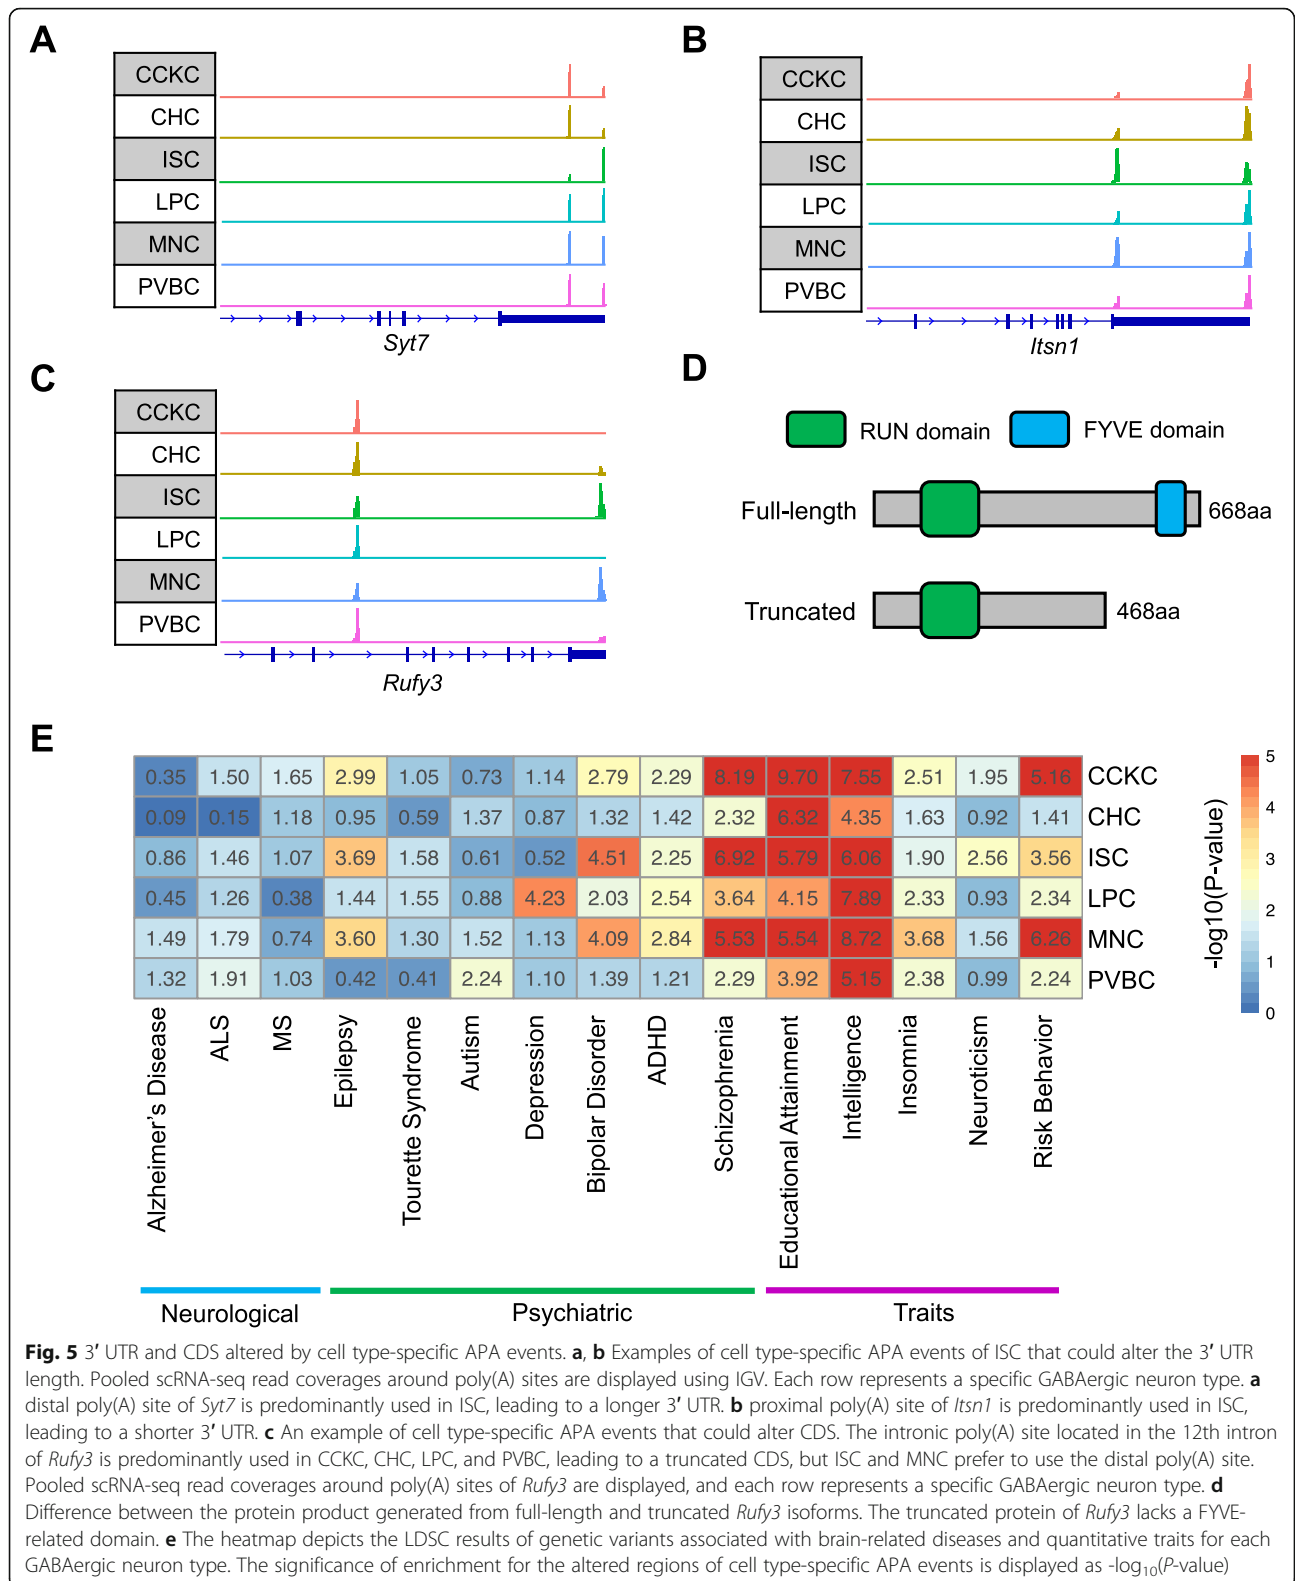 A
CCKC
CHC
ISC
LPC
MNC
PVBC
Syt7
B
CCKC
CHC
ISC
LPC
MNC
PVBC
Itsn1
C
CCKC
CHC
ISC
LPC
MNC
PVBC
Rufy3
D
RUN domain FYVE domain
Full-length 668aa
Truncated 468aa
E
0.35 1.50 1.65 2.99 1.05 0.73 1.14 2.79 2.29 8.19 9.70 7.55 2.51 1.95 5.16 CCKC
0.09 0.15 1.18 0.95 0.59 1.37 0.87 1.32 1.42 2.32 6.32 4.35 1.63 0.92 1.41 CHC
0.86 1.46 1.07 3.69 1.58 0.61 0.52 4.51 2.25 6.92 5.79 6.06 1.90 2.56 3.56 ISC
0.45 1.26 0.38 1.44 1.55 0.88 4.23 2.03 2.54 3.64 4.15 7.89 2.33 0.93 2.34 LPC
1.49 1.79 0.74 3.60 1.30 1.52 1.13 4.09 2.84 5.53 5.54 8.72 3.68 1.56 6.26 MNC
1.32 1.91 1.03 0.42 0.41 2.24 1.10 1.39 1.21 2.29 3.92 5.15 2.38 0.99 2.24 PVBC
Alzheimer's Disease
ALS
MS
Epilepsy
Tourette Syndrome
Autism
Depression
Bipolar Disorder
ADHD
Schizophrenia
Educational Attainment
Intelligence
Insomnia
Neuroticism
Risk Behavior
-log10(P-value)
5
4
3
2
1
0
Neurological
Psychiatric
Traits
Fig. 5 3′ UTR and CDS altered by cell type-specific APA events. a, b Examples of cell type-specific APA events of ISC that could alter the 3′ UTR
length. Pooled scRNA-seq read coverages around poly(A) sites are displayed using IGV. Each row represents a specific GABAergic neuron type. a
distal poly(A) site of Syt7 is predominantly used in ISC, leading to a longer 3′ UTR. b proximal poly(A) site of Itsn1 is predominantly used in ISC,
leading to a shorter 3′ UTR. c An example of cell type-specific APA events that could alter CDS. The intronic poly(A) site located in the 12th intron
of Rufy3 is predominantly used in CCKC, CHC, LPC, and PVBC, leading to a truncated CDS, but ISC and MNC prefer to use the distal poly(A) site.
Pooled scRNA-seq read coverages around poly(A) sites of Rufy3 are displayed, and each row represents a specific GABAergic neuron type. d
Difference between the protein product generated from full-length and truncated Rufy3 isoforms. The truncated protein of Rufy3 lacks a FYVE-
related domain. e The heatmap depicts the LDSC results of genetic variants associated with brain-related diseases and quantitative traits for each
GABAergic neuron type. The significance of enrichment for the altered regions of cell type-specific APA events is displayed as -log10(P-value)